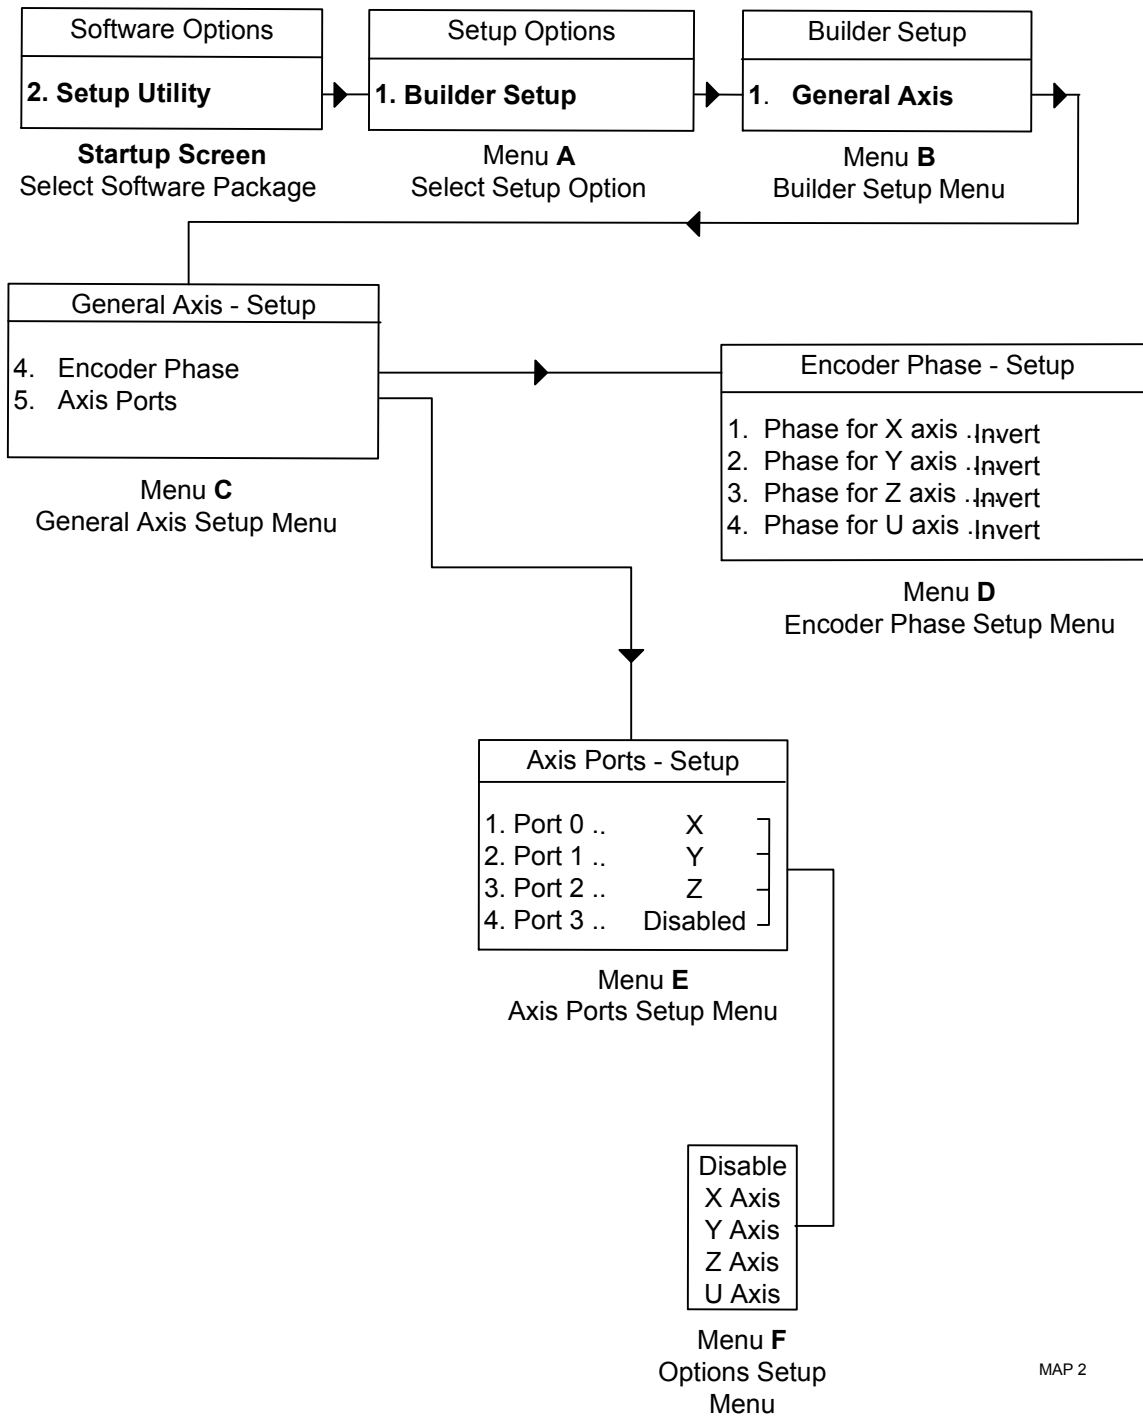 Software Options
2. Setup Utility
Startup Screen
Select Software Package
Setup Options
1. Builder Setup
Menu A
Select Setup Option
Builder Setup
1. General Axis
Menu B
Builder Setup Menu
General Axis - Setup
4. Encoder Phase
5. Axis Ports
Menu C
General Axis Setup Menu
Encoder Phase - Setup
1. Phase for X axis ..Invert
2. Phase for Y axis ..Invert
3. Phase for Z axis ..Invert
4. Phase for U axis ..Invert
Menu D
Encoder Phase Setup Menu
Axis Ports - Setup
1. Port 0 .. X
2. Port 1 .. Y
3. Port 2 .. Z
4. Port 3 .. Disabled
Menu E
Axis Ports Setup Menu
Disable
X Axis
Y Axis
Z Axis
U Axis
Menu F
Options Setup
Menu
MAP 2